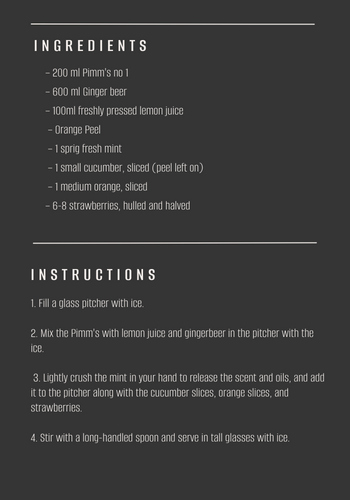 INGREDIENTS
– 200 ml Pimm's no 1
– 600 ml Ginger beer
– 100ml freshly pressed lemon juice
– Orange Peel
– 1 sprig fresh mint
– 1 small cucumber, sliced (peel left on)
– 1 medium orange, sliced
– 6-8 strawberries, hulled and halved
INSTRUCTIONS
1. Fill a glass pitcher with ice.
2. Mix the Pimm's with lemon juice and gingerbeer in the pitcher with the
ice.
3. Lightly crush the mint in your hand to release the scent and oils, and add
it to the pitcher along with the cucumber slices, orange slices, and
strawberries.
4. Stir with a long-handled spoon and serve in tall glasses with ice.